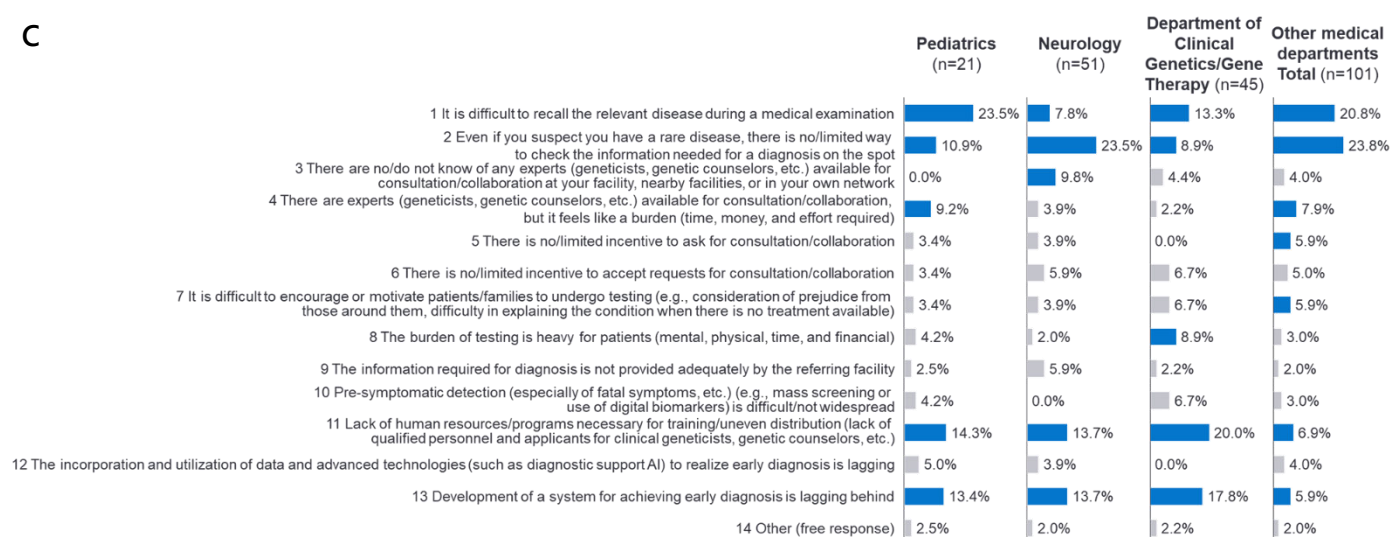 C
Pediatrics
(n=21)
Neurology
(n=51)
Department of
Clinical
Genetics/Gene
Therapy (n=45)
Other medical
departments
Total (n=101)
1 It is difficult to recall the relevant disease during a medical examination
23.5% 7.8% 13.3% 20.8%
2 Even if you suspect you have a rare disease, there is no/limited way
to check the information needed for a diagnosis on the spot
10.9% 23.5% 8.9% 23.8%
3 There are no/do not know of any experts (geneticists, genetic counselors, etc.) available for
consultation/collaboration at your facility, nearby facilities, or in your own network
0.0% 9.8% 4.4% 4.0%
4 There are experts (geneticists, genetic counselors, etc.) available for consultation/collaboration,
but it feels like a burden (time, money, and effort required)
9.2% 3.9% 2.2% 7.9%
5 There is no/limited incentive to ask for consultation/collaboration
3.4% 3.9% 0.0% 5.9%
6 There is no/limited incentive to accept requests for consultation/collaboration
3.4% 5.9% 6.7% 5.0%
7 It is difficult to encourage or motivate patients/families to undergo testing (e.g., consideration of prejudice from
those around them, difficulty in explaining the condition when there is no treatment available)
3.4% 3.9% 6.7% 5.9%
8 The burden of testing is heavy for patients (mental, physical, time, and financial)
4.2% 2.0% 8.9% 3.0%
9 The information required for diagnosis is not provided adequately by the referring facility
2.5% 5.9% 2.2% 2.0%
10 Pre-symptomatic detection (especially of fatal symptoms, etc.) (e.g., mass screening or
use of digital biomarkers) is difficult/not widespread
4.2% 0.0% 6.7% 3.0%
11 Lack of human resources/programs necessary for training/uneven distribution (lack of
qualified personnel and applicants for clinical geneticists, genetic counselors, etc.)
14.3% 13.7% 20.0% 6.9%
12 The incorporation and utilization of data and advanced technologies (such as diagnostic support AI) to realize early diagnosis is lagging
5.0% 3.9% 0.0% 4.0%
13 Development of a system for achieving early diagnosis is lagging behind
13.4% 13.7% 17.8% 5.9%
14 Other (free response)
2.5% 2.0% 2.2% 2.0%